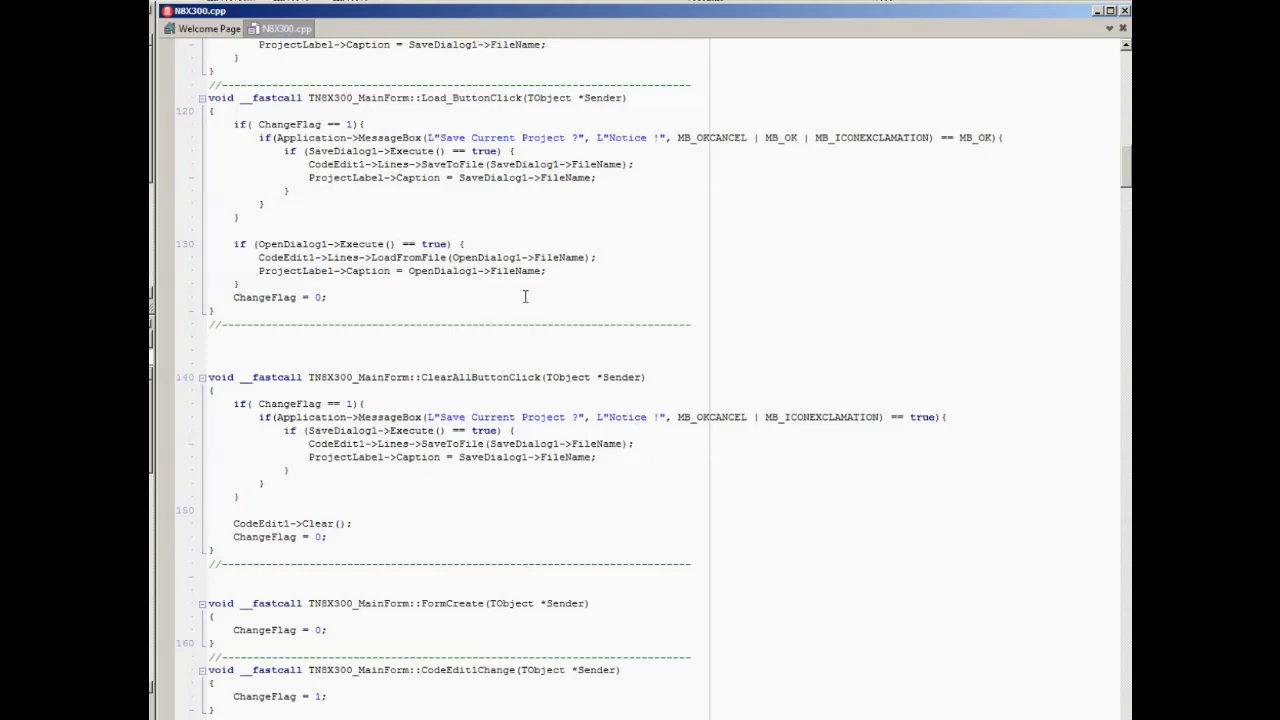 N8X300.cpp
Welcome Page N8X300.cpp
ProjectLabel->Caption = SaveDialog1->FileName;
}
}
//---------------------------------------------------------------------------
void __fastcall TN8X300_MainForm::Load_ButtonClick(TObject *Sender)
120 {
if( ChangeFlag == 1){
if(Application->MessageBox(L"Save Current Project ?", L"Notice !", MB_OKCANCEL | MB_OK | MB_ICONEXCLAMATION) == MB_OK){
if (SaveDialog1->Execute() == true) {
CodeEdit1->Lines->SaveToFile(SaveDialog1->FileName);
ProjectLabel->Caption = SaveDialog1->FileName;
}
}
}
130 if (OpenDialog1->Execute() == true) {
CodeEdit1->Lines->LoadFromFile(OpenDialog1->FileName);
ProjectLabel->Caption = OpenDialog1->FileName;
}
ChangeFlag = 0;
}
//---------------------------------------------------------------------------
140 void __fastcall TN8X300_MainForm::ClearAllButtonClick(TObject *Sender)
{
if( ChangeFlag == 1){
if(Application->MessageBox(L"Save Current Project ?", L"Notice !", MB_OKCANCEL | MB_ICONEXCLAMATION) == true){
if (SaveDialog1->Execute() == true) {
CodeEdit1->Lines->SaveToFile(SaveDialog1->FileName);
ProjectLabel->Caption = SaveDialog1->FileName;
}
}
}
150
CodeEdit1->Clear();
ChangeFlag = 0;
}
//---------------------------------------------------------------------------
void __fastcall TN8X300_MainForm::FormCreate(TObject *Sender)
{
ChangeFlag = 0;
160 }
//---------------------------------------------------------------------------
void __fastcall TN8X300_MainForm::CodeEdit1Change(TObject *Sender)
{
ChangeFlag = 1;
}